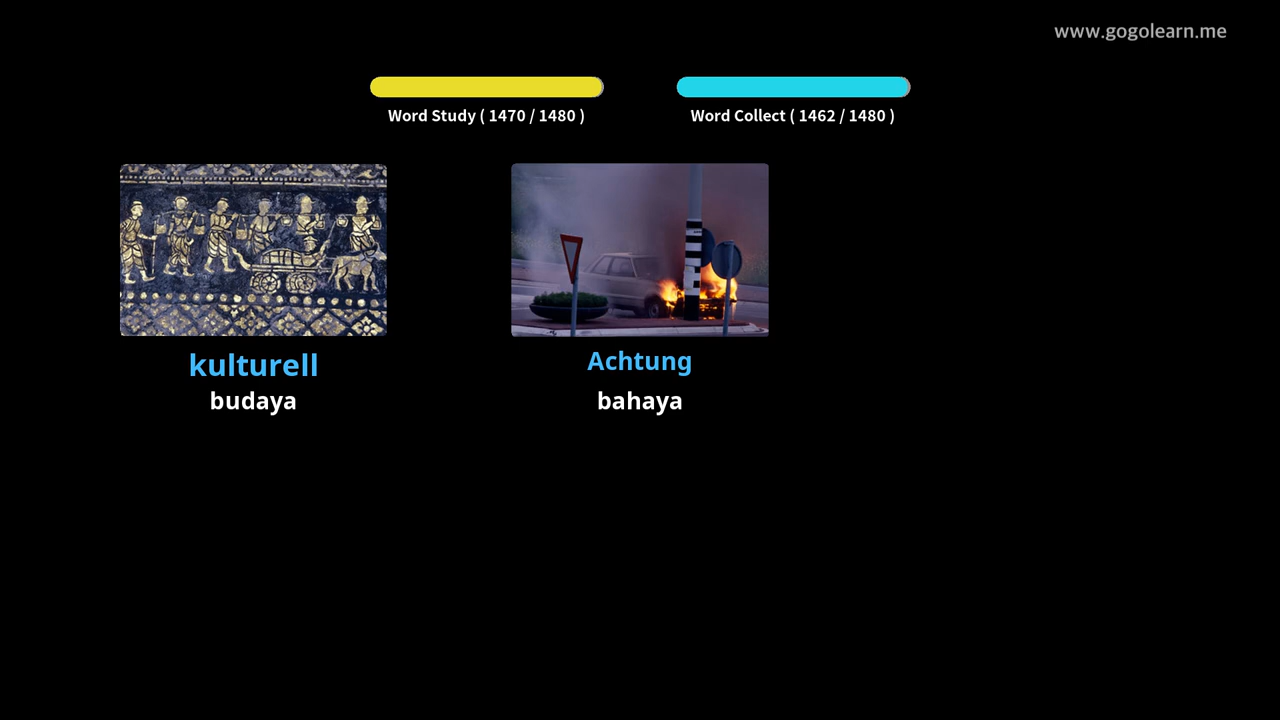 www.gogolearn.me
Word Study ( 1470 / 1480 )
Word Collect ( 1462 / 1480 )
kulturell
budaya
Achtung
bahaya